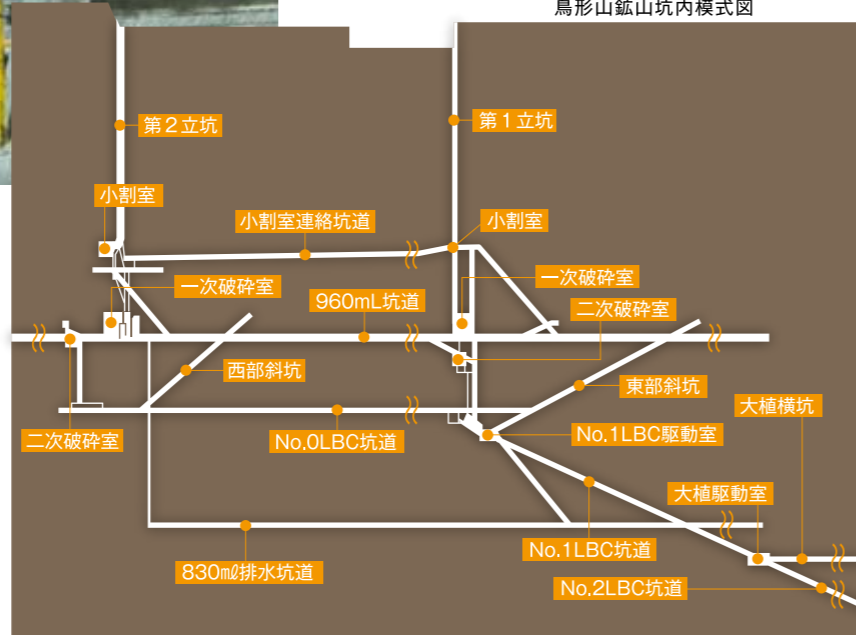 鳥形山鉱山坑内模式図
第2立坑
第1立坑
小割室
小割室連絡坑道
小割室
一次破砕室
960mL坑道
一次破砕室
二次破砕室
西部斜坑
東部斜坑
大植横坑
二次破砕室
No.0LBC坑道
No.1LBC駆動室
大植駆動室
830㎖排水坑道
No.1LBC坑道
No.2LBC坑道